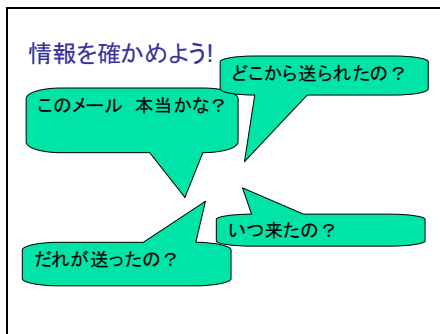 情報を確かめよう!
どこから送られたの？
このメール　本当かな？
いつ来たの？
だれが送ったの？